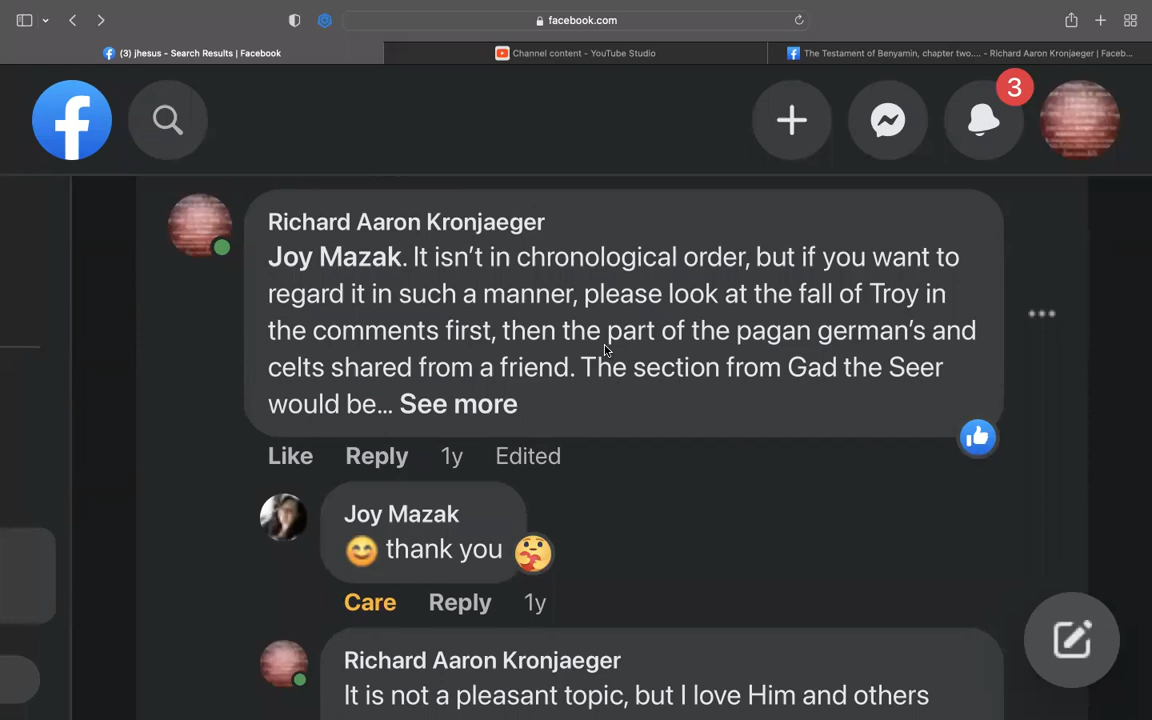 facebook.com
(3) jhesus - Search Results | Facebook
Channel content - YouTube Studio
The Testament of Benyamin, chapter two.... - Richard Aaron Kronjaeger | Faceb...
3
Richard Aaron Kronjaeger
Joy Mazak. It isn’t in chronological order, but if you want to
regard it in such a manner, please look at the fall of Troy in
the comments first, then the part of the pagan german’s and
celts shared from a friend. The section from Gad the Seer
would be... See more
Like Reply 1y Edited
Joy Mazak
😊 thank you
Care Reply 1y
Richard Aaron Kronjaeger
It is not a pleasant topic, but I love Him and others